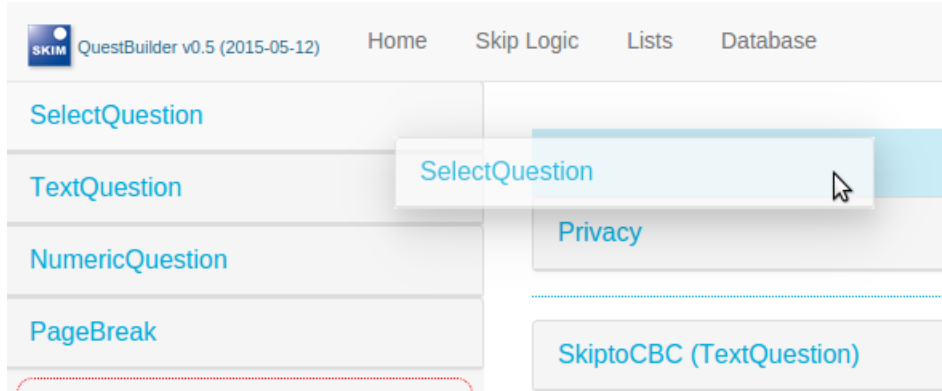 SKIM QuestBuilder v0.5 (2015-05-12) Home Skip Logic Lists Database
SelectQuestion
TextQuestion
NumericQuestion
PageBreak
SelectQuestion
Privacy
SkiptoCBC (TextQuestion)